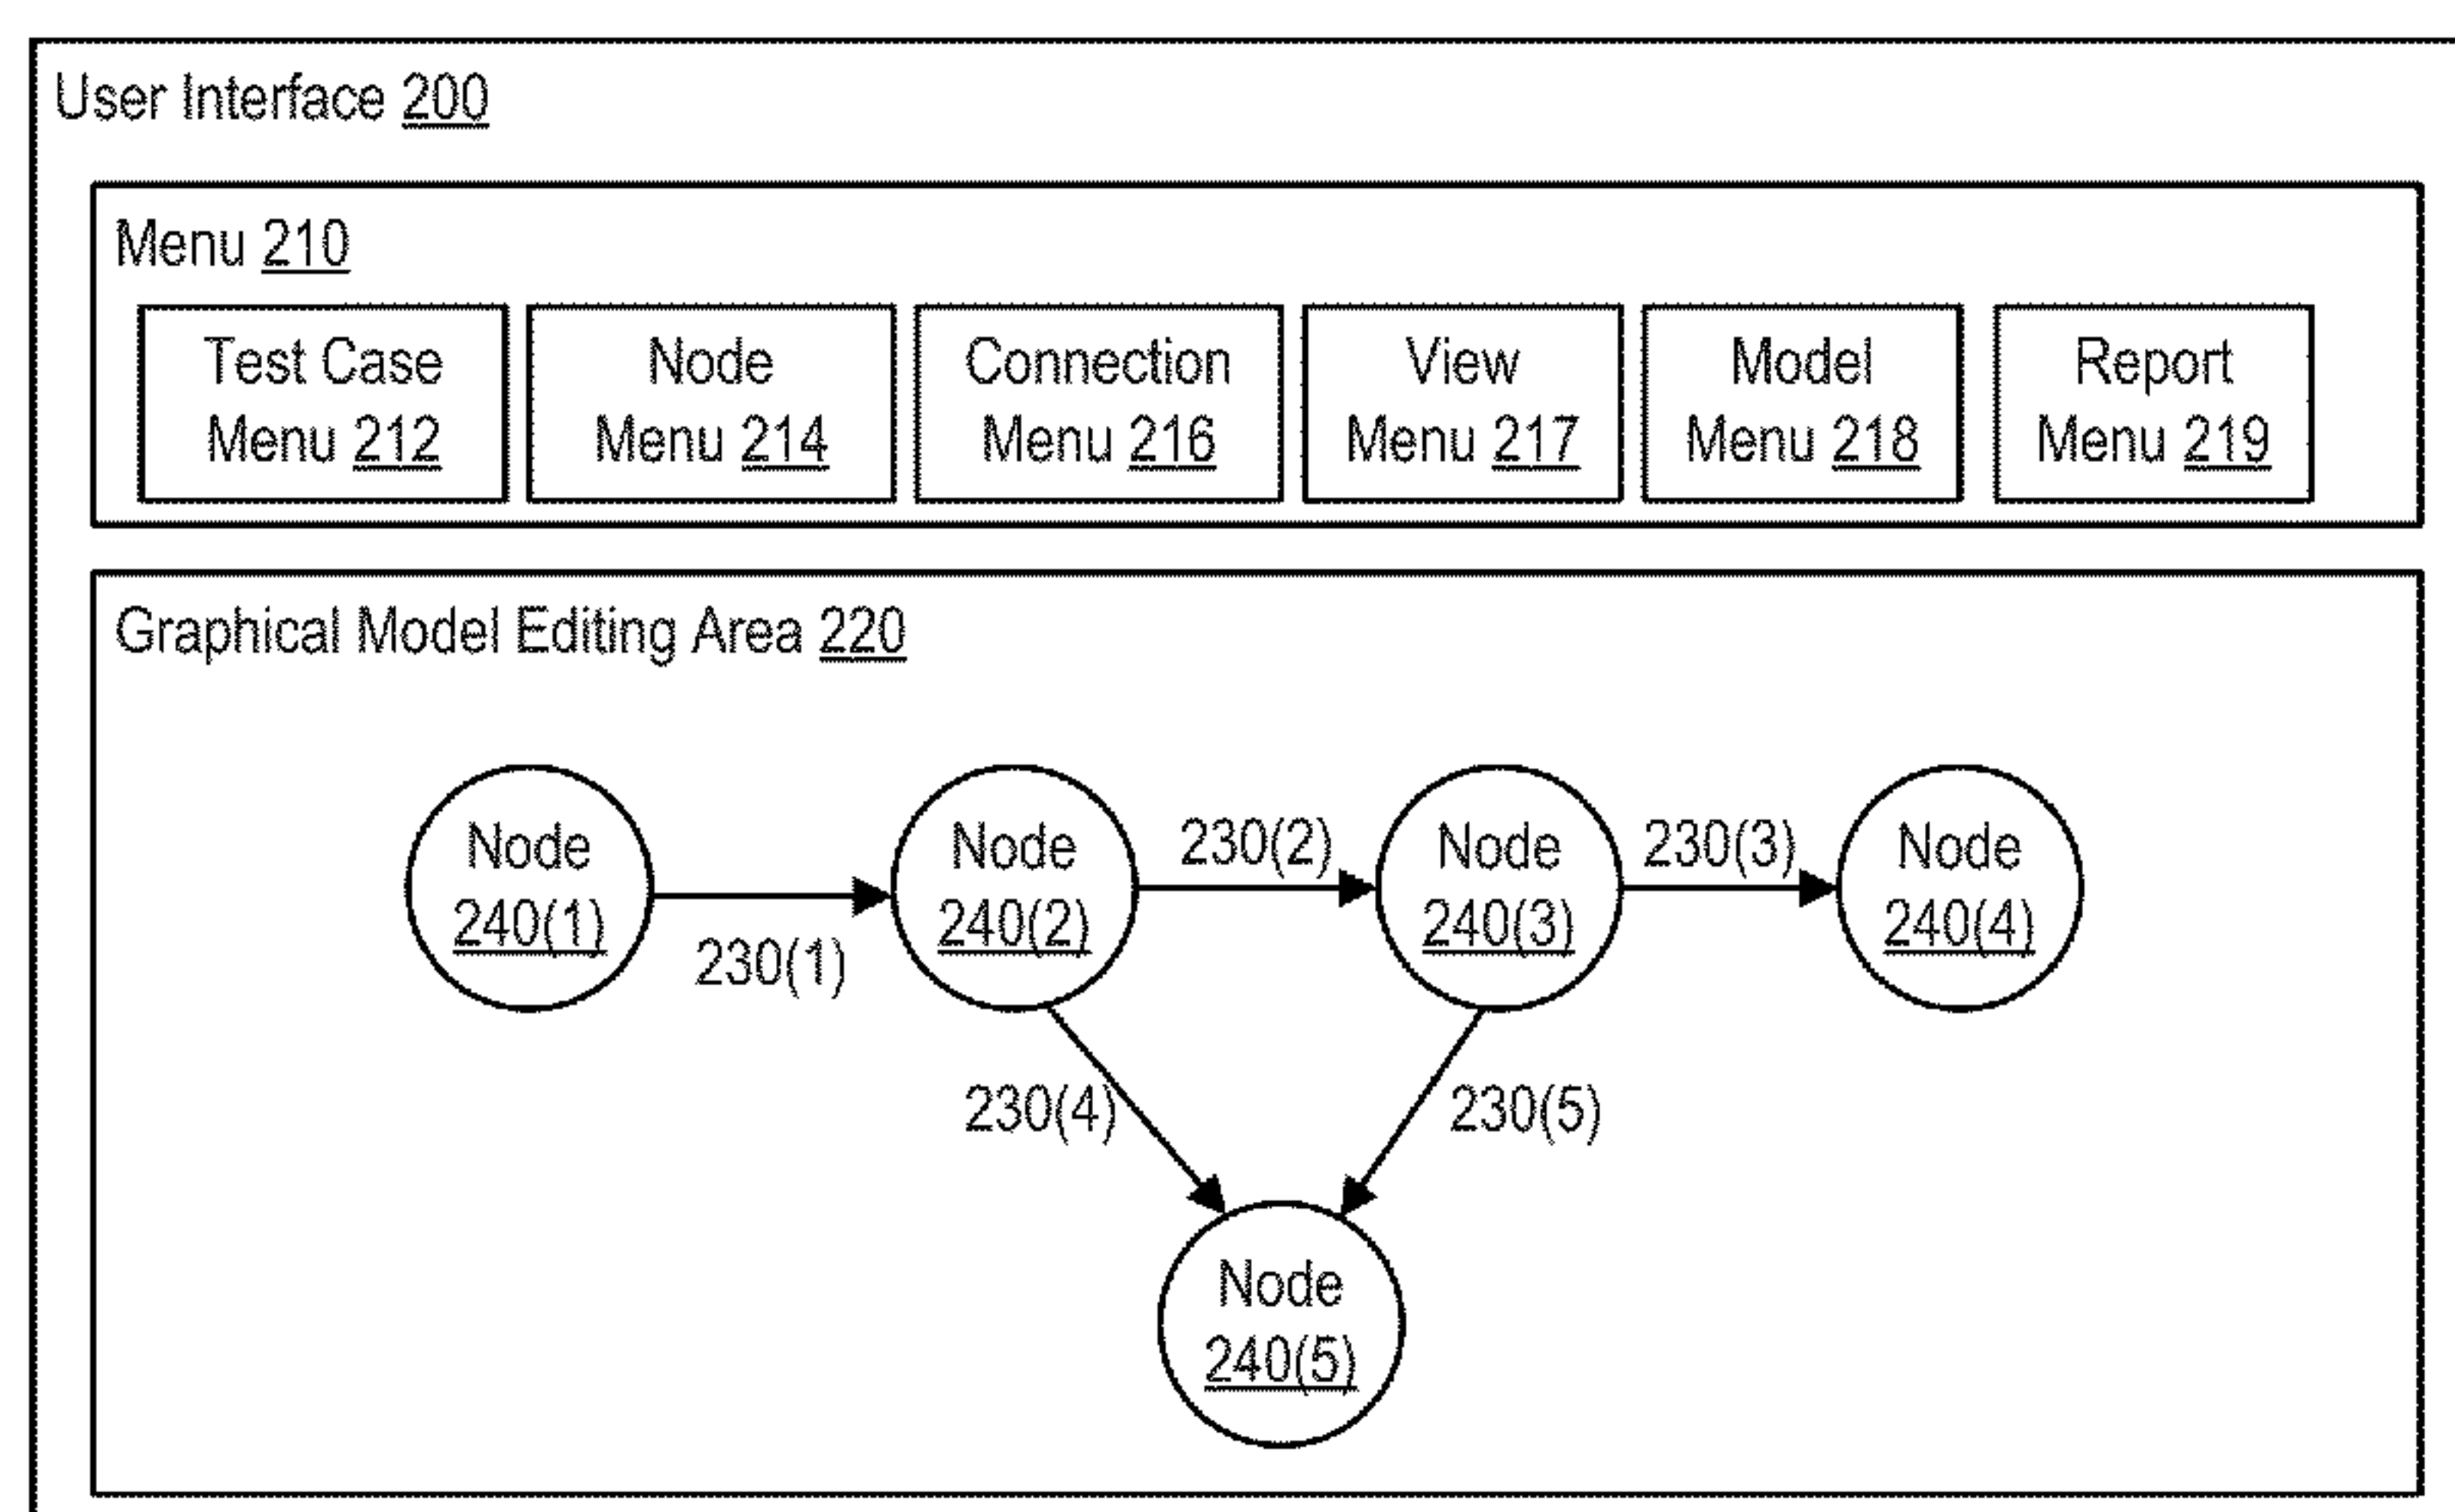 User Interface 200
Menu 210
Test Case
Menu 212
Node
Menu 214
Connection
Menu 216
View
Menu 217
Model
Menu 218
Report
Menu 219
Graphical Model Editing Area 220
Node
240(1)
230(1)
Node
240(2)
230(2)
Node
240(3)
230(3)
Node
240(4)
230(4)
230(5)
Node
240(5)